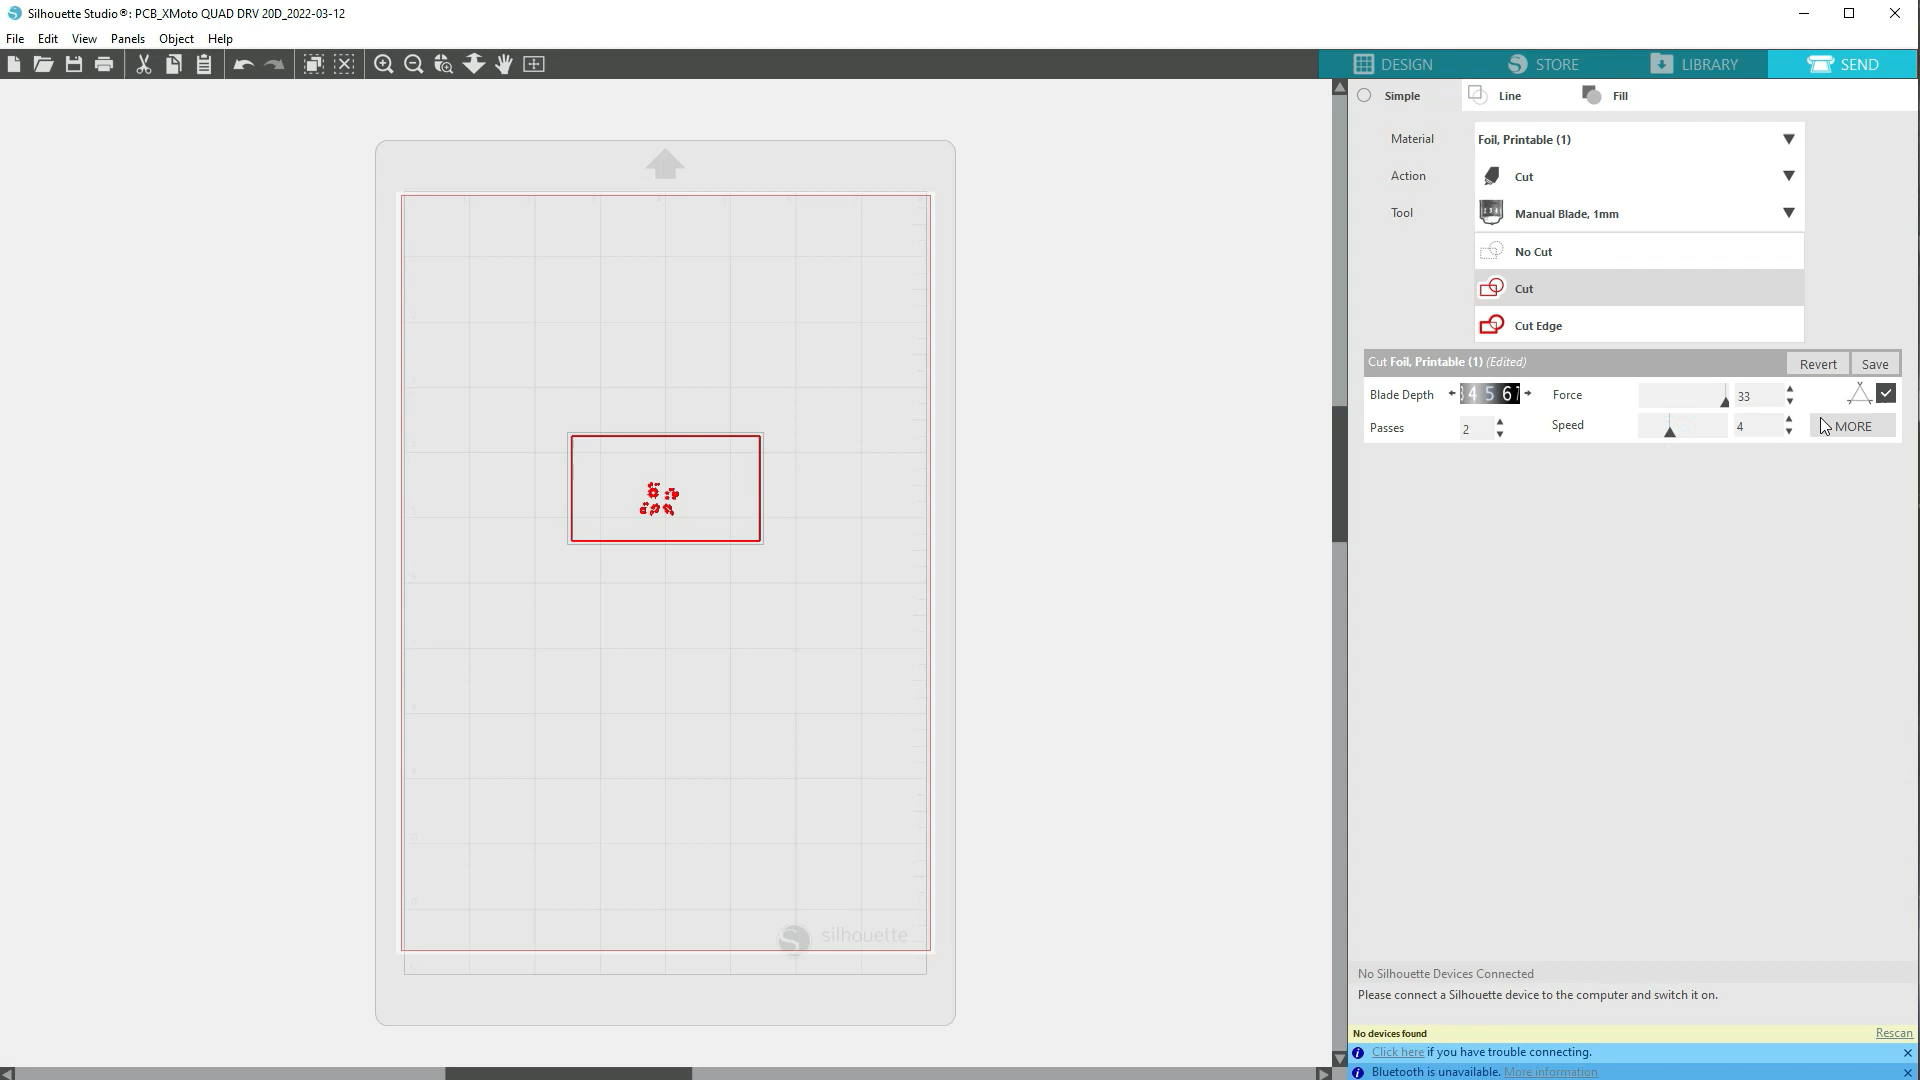 Silhouette Studio®: PCB_XMoto QUAD DRV 20D_2022-03-12
File Edit View Panels Object Help
DESIGN STORE LIBRARY SEND
Simple Line Fill
Material Foil, Printable (1)
Action Cut
Tool Manual Blade, 1mm
No Cut
Cut
Cut Edge
Cut Foil, Printable (1) (Edited) Revert Save
Blade Depth 4 5 6 Force 33
Passes 2 Speed 4 MORE
silhouette
No Silhouette Devices Connected
Please connect a Silhouette device to the computer and switch it on.
No devices found Rescan
Click here if you have trouble connecting.
Bluetooth is unavailable. More information